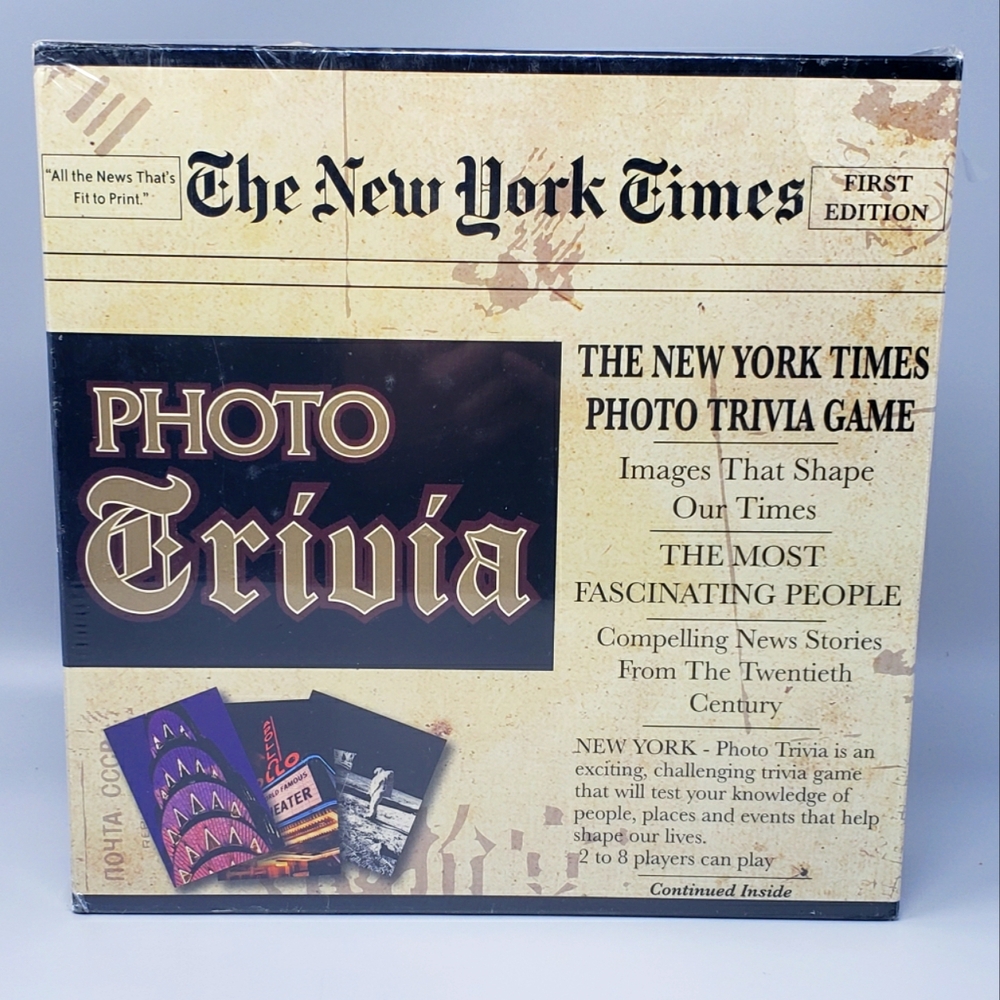 "All the News That's
Fit to Print."
The New York Times
FIRST
EDITION
PHOTO
Trivia
THE NEW YORK TIMES
PHOTO TRIVIA GAME
Images That Shape
Our Times
THE MOST
FASCINATING PEOPLE
Compelling News Stories
From The Twentieth
Century
NEW YORK - Photo Trivia is an
exciting, challenging trivia game
that will test your knowledge of
people, places and events that help
shape our lives.
2 to 8 players can play
Continued Inside
FAMOUS
EATER
ПОЧТА СССР